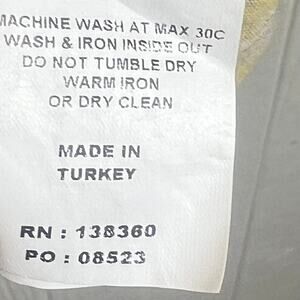 MACHINE WASH AT MAX 30C
WASH & IRON INSIDE OUT
DO NOT TUMBLE DRY
WARM IRON
OR DRY CLEAN
MADE IN
TURKEY
RN : 138360
PO : 08523